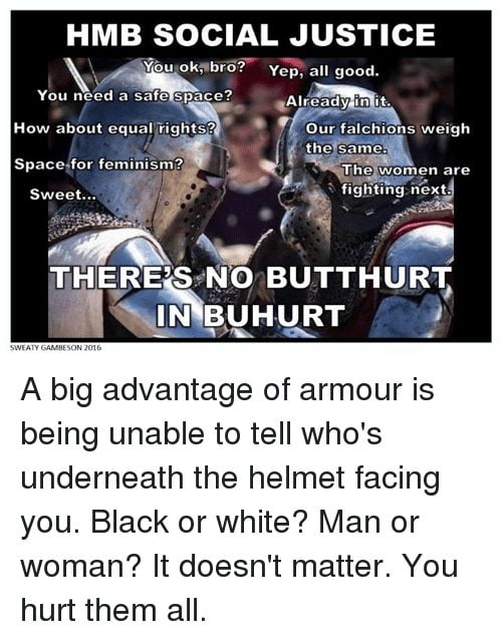 HMB SOCIAL JUSTICE
You ok, bro?
Yep, all good.
You need a safe space?
Already in it.
How about equal rights?
Our falchions weigh
the same.
Space for feminism?
The women are
fighting next.
Sweet...
THERE'S NO BUTTHURT
IN BUHURT
SWEATY GAMBESON 2016
A big advantage of armour is
being unable to tell who's
underneath the helmet facing
you. Black or white? Man or
woman? It doesn't matter. You
hurt them all.